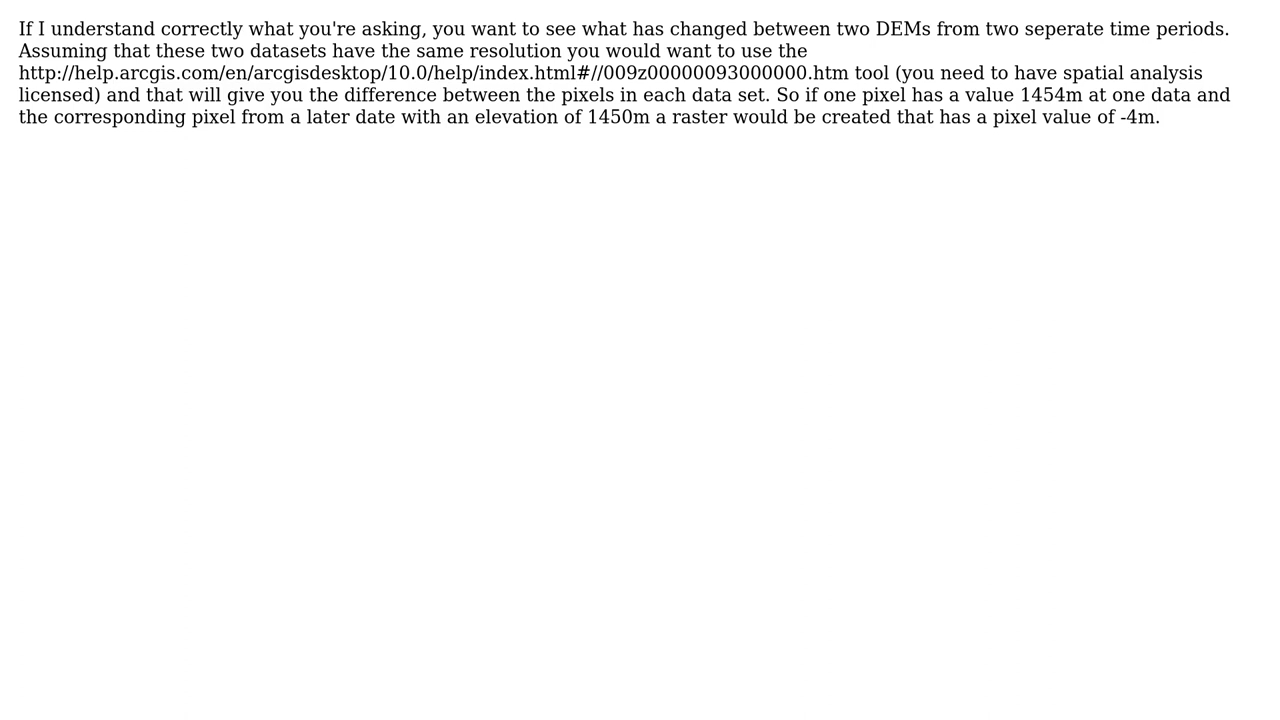 If I understand correctly what you're asking, you want to see what has changed between two DEMs from two seperate time periods.
Assuming that these two datasets have the same resolution you would want to use the
http://help.arcgis.com/en/arcgisdesktop/10.0/help/index.html#//009z00000093000000.htm tool (you need to have spatial analysis
licensed) and that will give you the difference between the pixels in each data set. So if one pixel has a value 1454m at one data and
the corresponding pixel from a later date with an elevation of 1450m a raster would be created that has a pixel value of -4m.